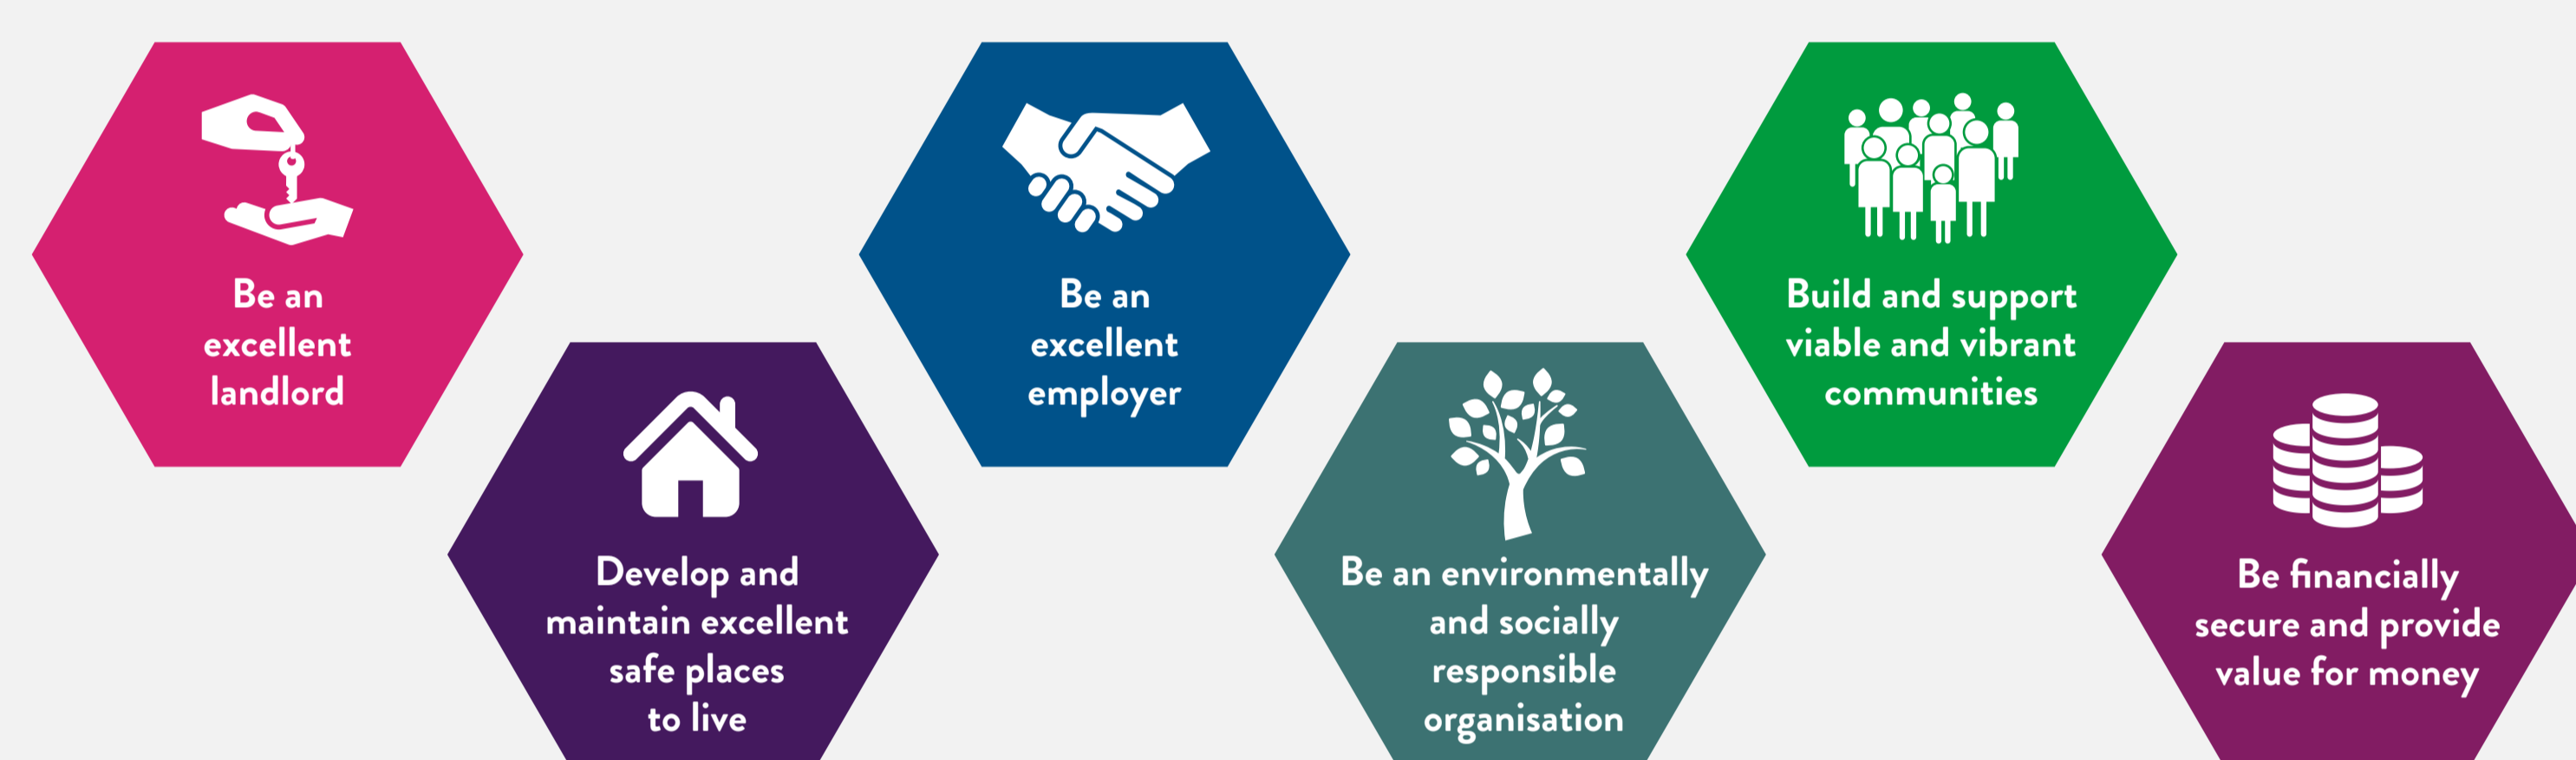 Be an
excellent
landlord
Develop and
maintain excellent
safe places
to live
Be an
excellent
employer
Be an environmentally
and socially
responsible
organisation
Build and support
viable and vibrant
communities
Be financially
secure and provide
value for money